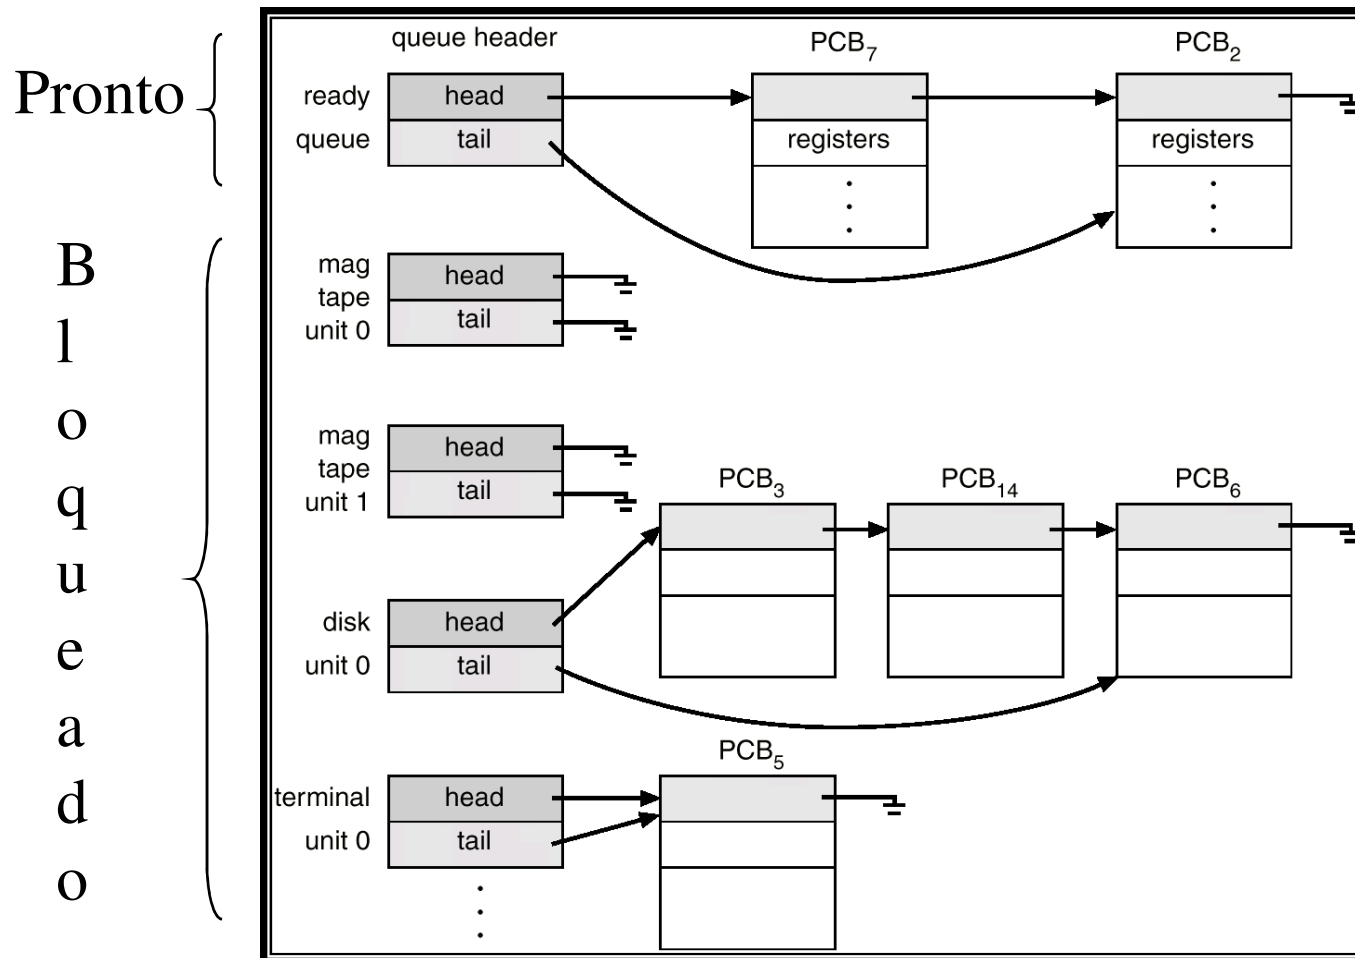 Pronto
Bloqueado
queue header
PCB7
PCB2
ready
queue
head
tail
registers
registers
mag
tape
unit 0
head
tail
mag
tape
unit 1
head
tail
PCB3
PCB14
PCB6
disk
unit 0
head
tail
PCB5
terminal
unit 0
head
tail